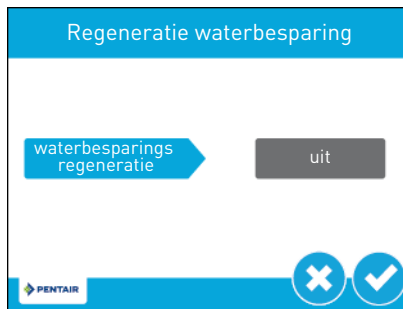 Regeneratie waterbesparing
waterbesparings
regeneratie
uit
PENTAIR